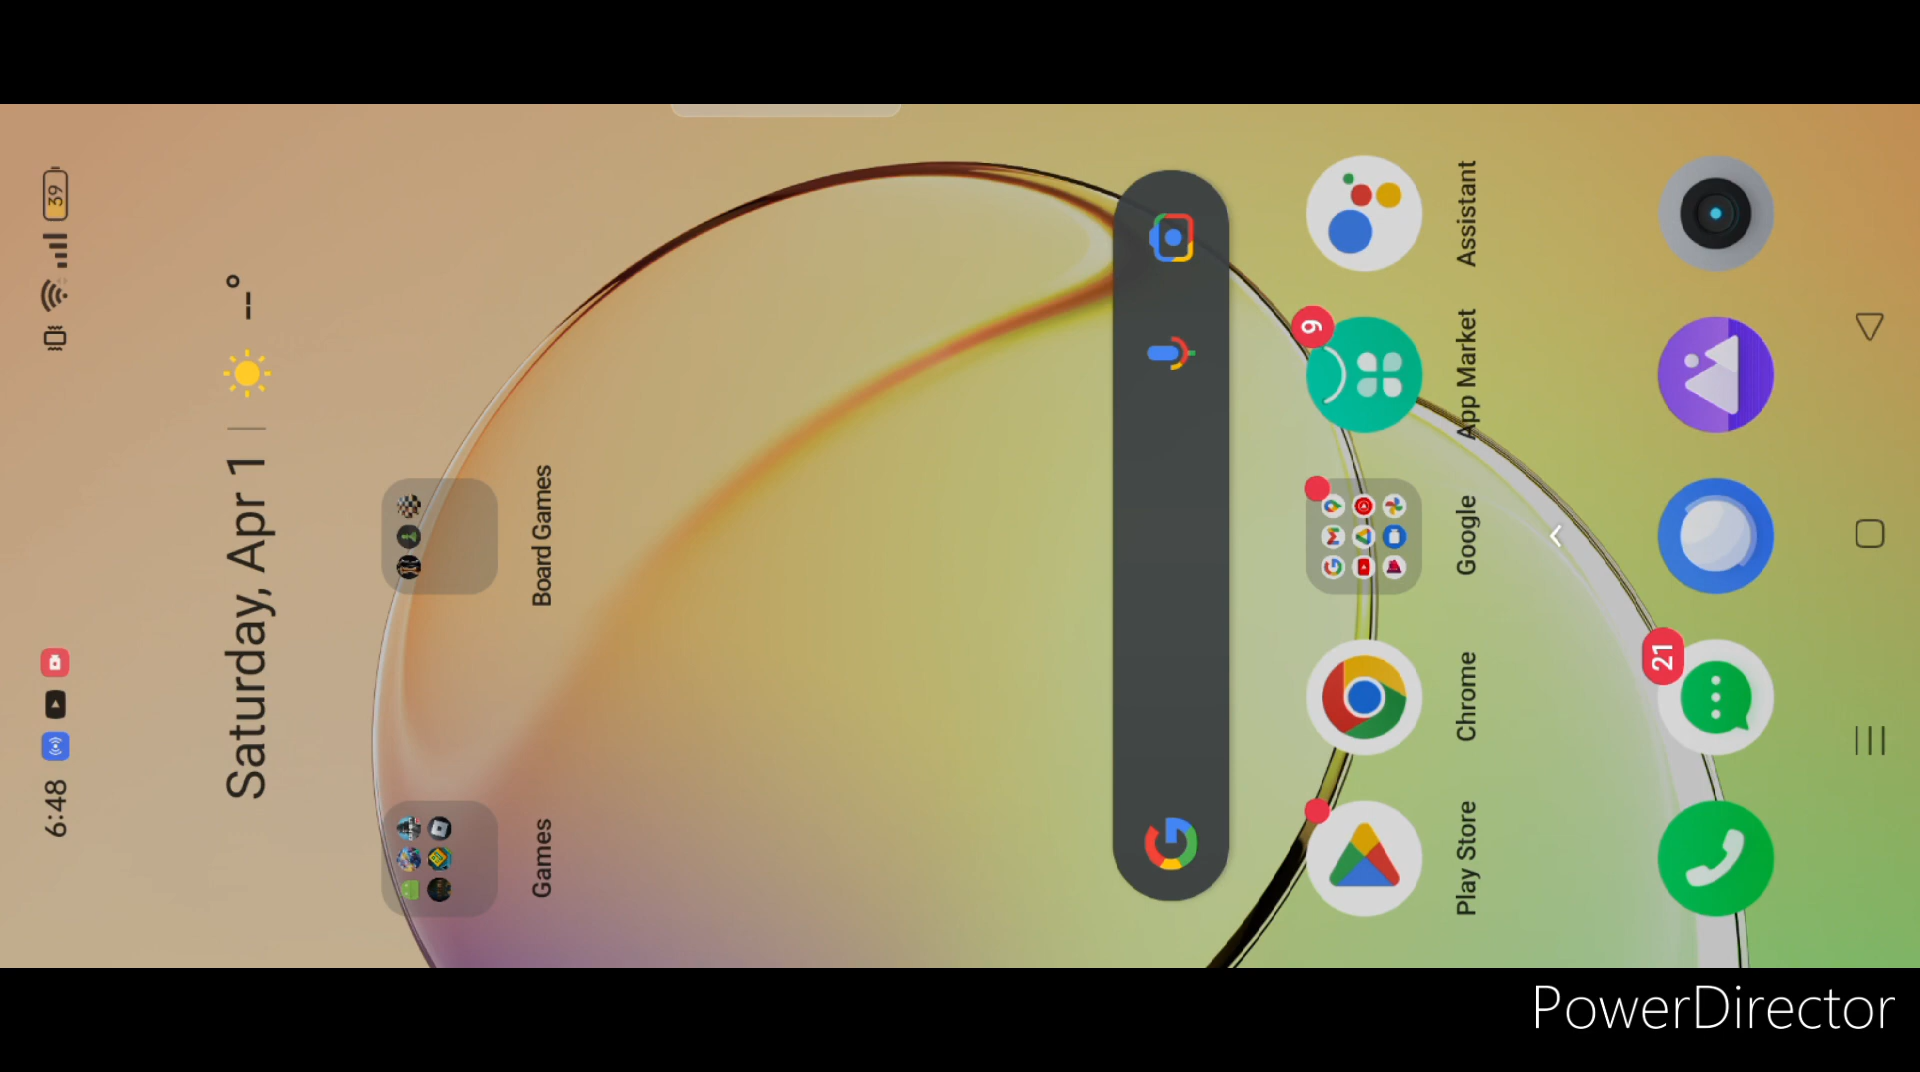 6:48
39
Saturday, Apr 1 | --°
Games
Board Games
Play Store
Chrome
Google
App Market
Assistant
9
21
PowerDirector